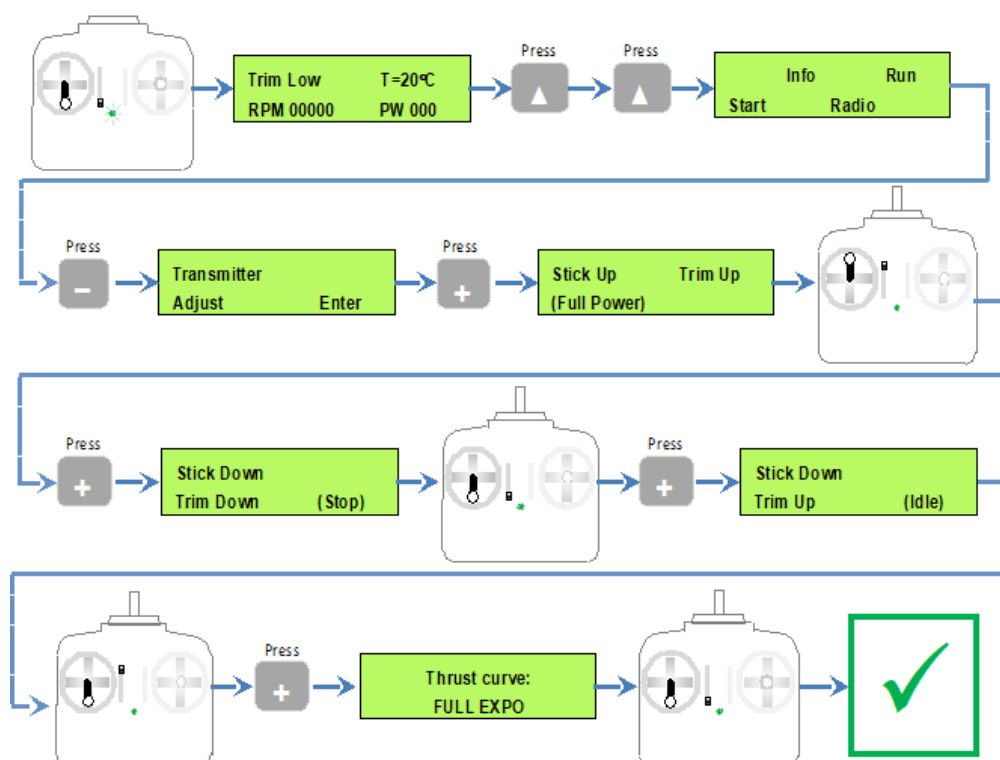 Press Press
Trim Low T=20°C
RPM 00000 PW 000
Info Run
Start Radio
Press
Transmitter
Adjust Enter
Press
+
Stick Up Trim Up
(Full Power)
Press
+
Stick Down
Trim Down (Stop)
Press
+
Stick Down
Trim Up (Idle)
Press
+
Thrust curve:
FULL EXPO